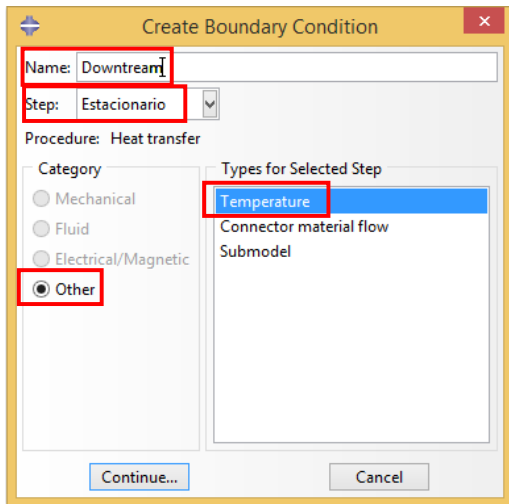 Create Boundary Condition
Name: Downtream
Step: Estacionario
Procedure: Heat transfer
Category
Mechanical
Fluid
Electrical/Magnetic
Other
Types for Selected Step
Temperature
Connector material flow
Submodel
Continue...
Cancel